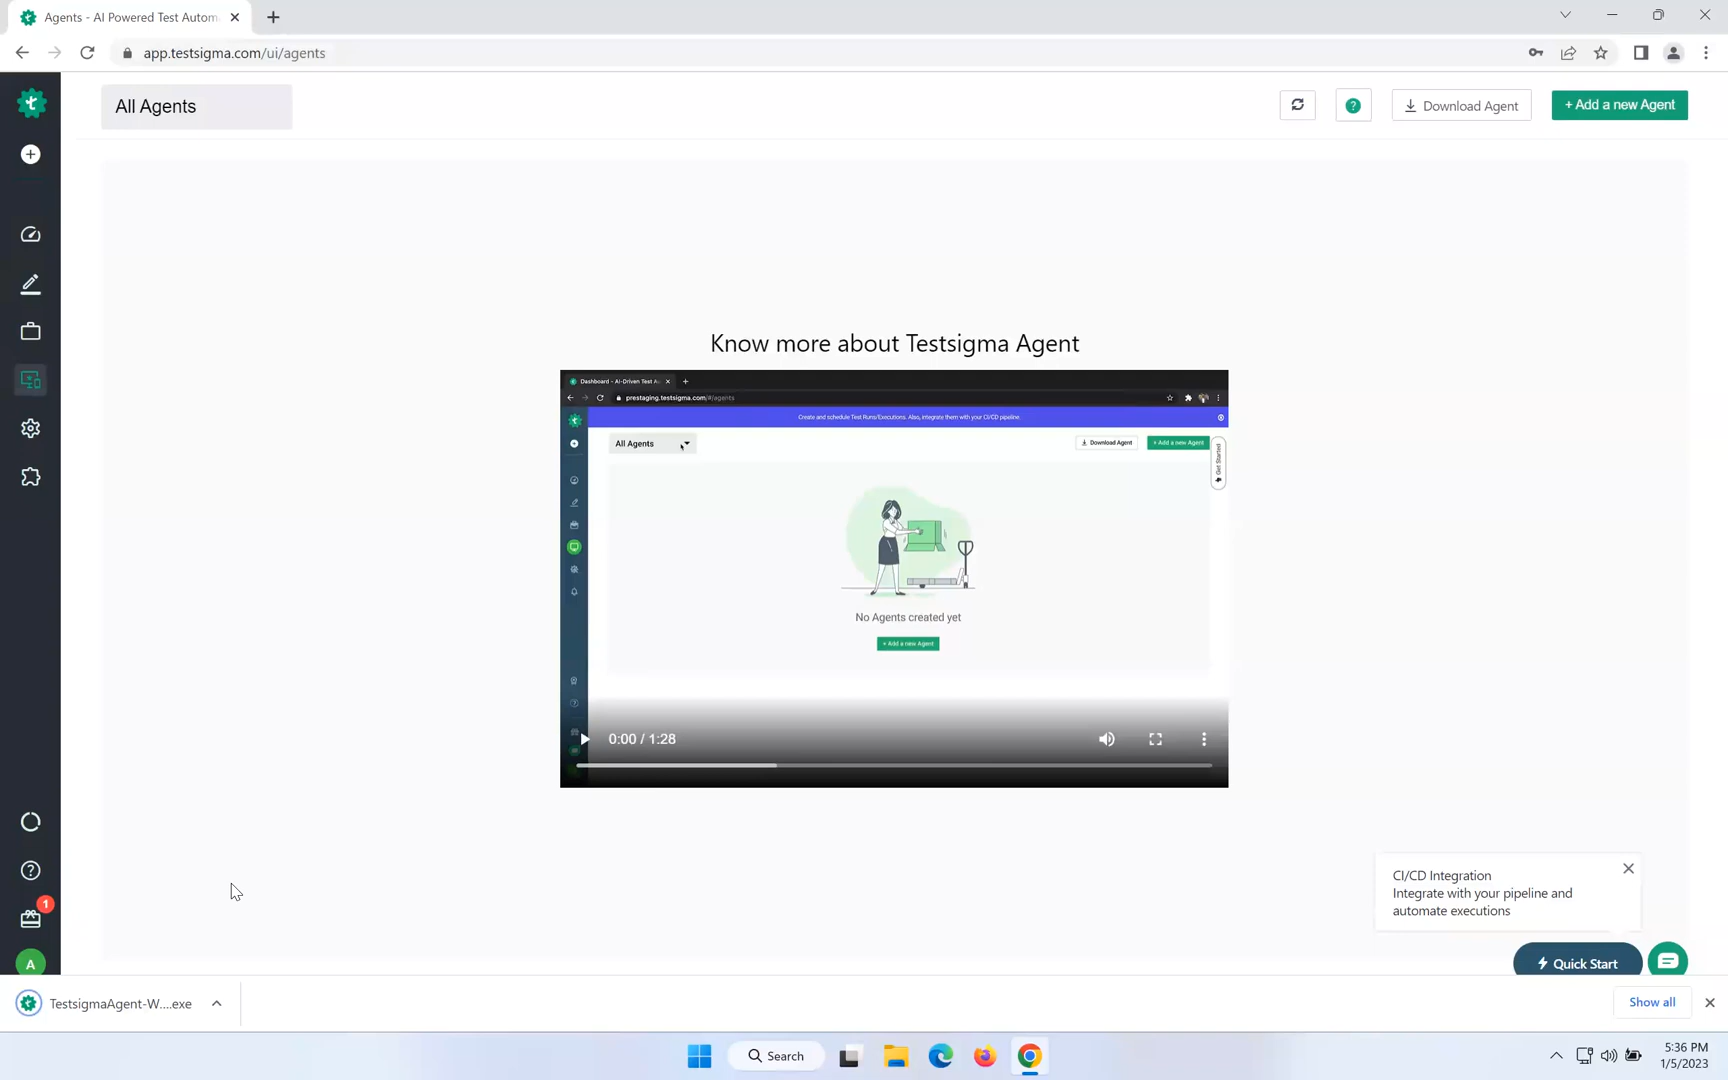 Agents - AI Powered Test Autom
app.testsigma.com/ui/agents
All Agents
?
Download Agent
+ Add a new Agent
Know more about Testsigma Agent
Dashboard - AI-Driven Test A
prestaging.testsigma.com/#/agents
Create and schedule Test Runs/Executions. Also, integrate them with your CI/CD pipeline.
All Agents
Download Agent
+ Add a new Agent
Get Started
No Agents created yet
+ Add a new Agent
0:00 / 1:28
CI/CD Integration
Integrate with your pipeline and
automate executions
1
A
Quick Start
TestsigmaAgent-W....exe
Show all
Search
5:36 PM
1/5/2023